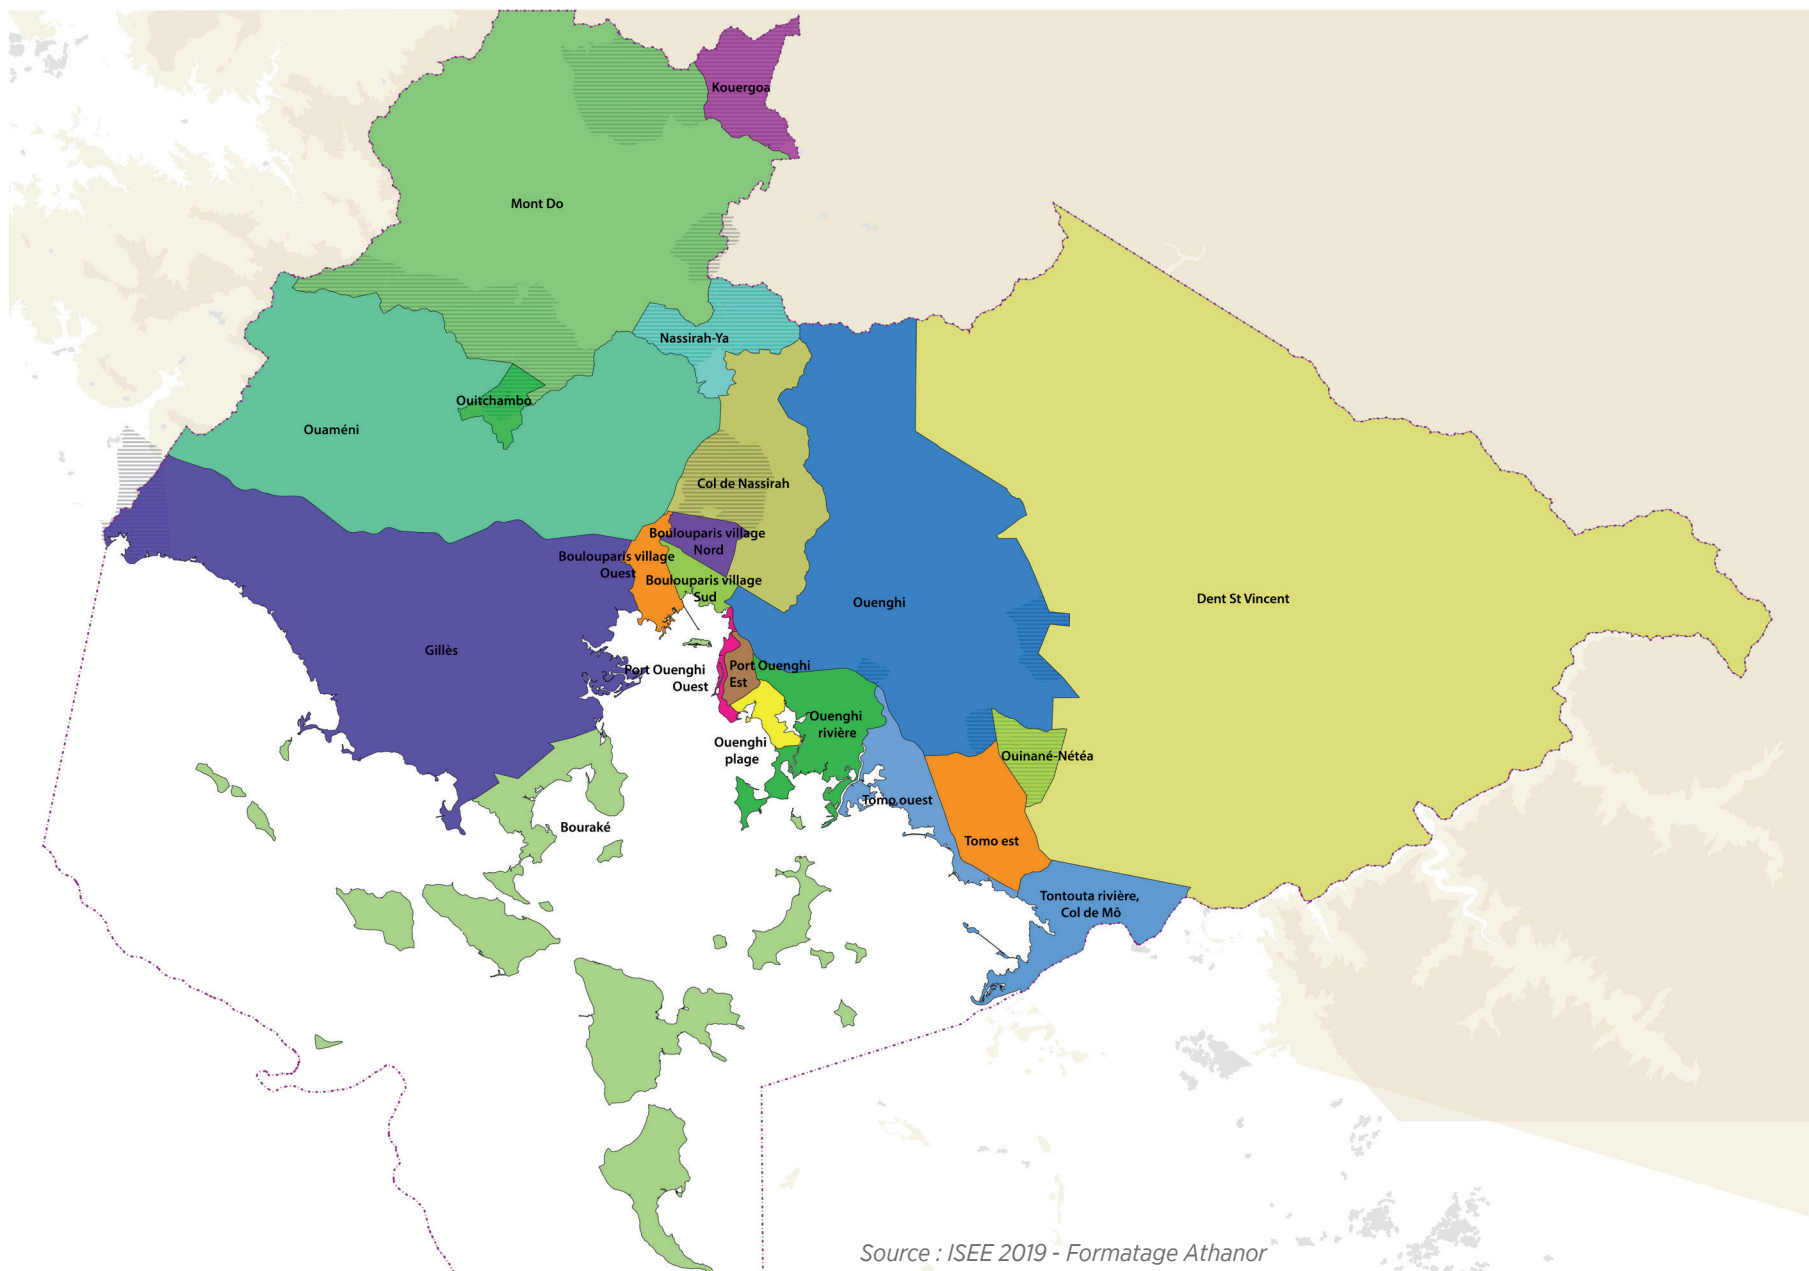 Kouergoa
Mont Do
Nassirah-Ya
Ouitchambo
Ouaméni
Col de Nassirah
Boulouparis village
Nord
Boulouparis village
Ouest
Boulouparis village
Sud
Ouenghi
Dent St Vincent
Gillès
Port Ouenghi
Ouest
Port Ouenghi
Est
Ouenghi
rivière
Ouenghi
plage
Ouinané-Nétéa
Tomo ouest
Bouraké
Tomo est
Tontouta rivière,
Col de Mô
Source : ISEE 2019 - Formatage Athanor